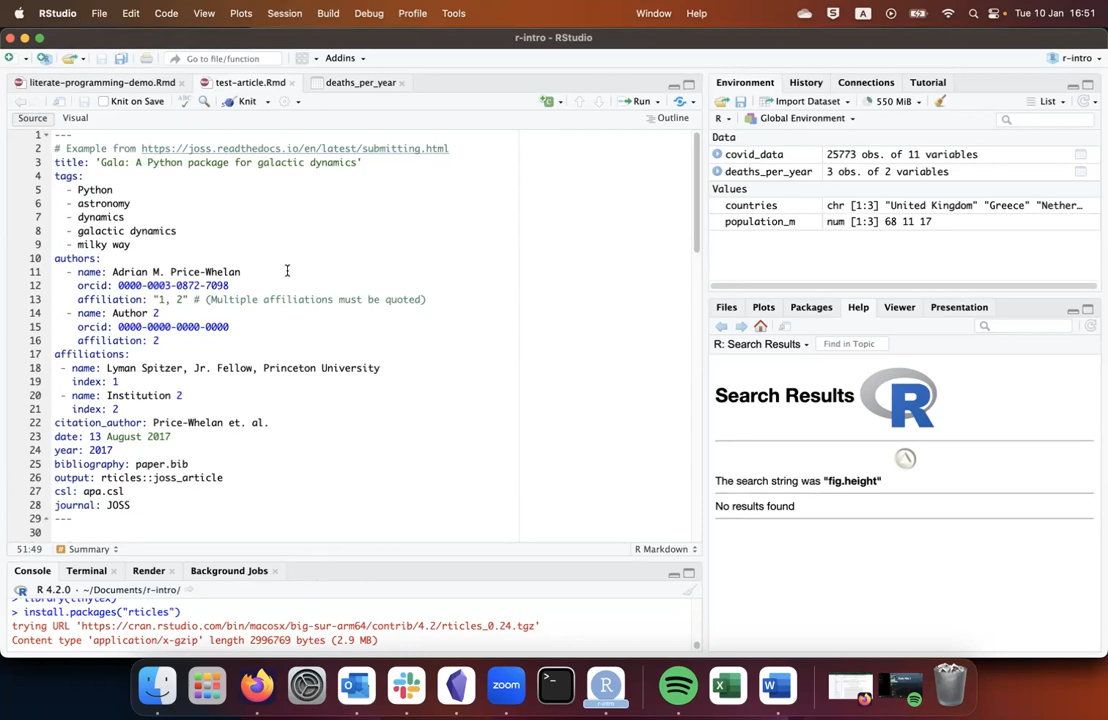 RStudio File Edit Code View Plots Session Build Debug Profile Tools Window Help A Tue 10 Jan 16:51
r-intro - RStudio
Go to file/function Addins r-intro
literate-programming-demo.Rmd test-article.Rmd deaths_per_year
Knit on Save Knit Run
Source Visual Outline
1 ---
2 # Example from https://joss.readthedocs.io/en/latest/submitting.html
3 title: 'Gala: A Python package for galactic dynamics'
4 tags:
5 - Python
6 - astronomy
7 - dynamics
8 - galactic dynamics
9 - milky way
10 authors:
11 - name: Adrian M. Price-Whelan
12 orcid: 0000-0003-0872-7098
13 affiliation: "1, 2" # (Multiple affiliations must be quoted)
14 - name: Author 2
15 orcid: 0000-0000-0000-0000
16 affiliation: 2
17 affiliations:
18 - name: Lyman Spitzer, Jr. Fellow, Princeton University
19 index: 1
20 - name: Institution 2
21 index: 2
22 citation_author: Price-Whelan et. al.
23 date: 13 August 2017
24 year: 2017
25 bibliography: paper.bib
26 output: rticles::joss_article
27 csl: apa.csl
28 journal: JOSS
29 ---
30
51:49 Summary R Markdown
Console Terminal Render Background Jobs
R 4.2.0 · ~/Documents/r-intro/
> library(tinytex)
> install.packages("rticles")
trying URL 'https://cran.rstudio.com/bin/macosx/big-sur-arm64/contrib/4.2/rticles_0.24.tgz'
Content type 'application/x-gzip' length 2996769 bytes (2.9 MB)
Environment History Connections Tutorial
Import Dataset 550 MiB List
R Global Environment
Data
covid_data 25773 obs. of 11 variables
deaths_per_year 3 obs. of 2 variables
Values
countries chr [1:3] "United Kingdom" "Greece" "Nether…
population_m num [1:3] 68 11 17
Files Plots Packages Help Viewer Presentation
R: Search Results Find in Topic
Search Results R
The search string was "fig.height"
No results found
zoom
r-intro